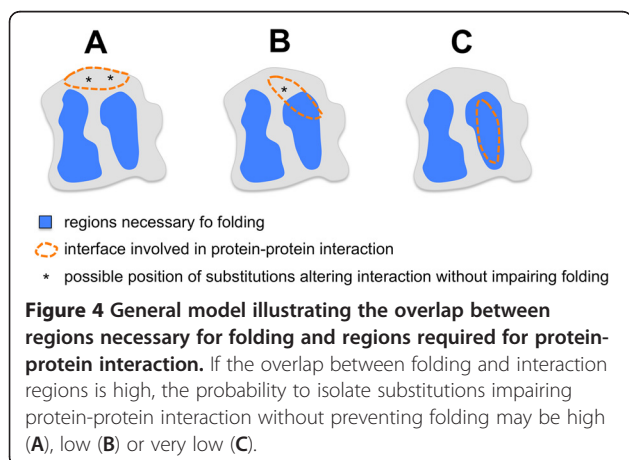 A B C
* * *
regions necessary fo folding
interface involved in protein-protein interaction
* possible position of substitutions altering interaction without impairing folding
Figure 4 General model illustrating the overlap between
regions necessary for folding and regions required for protein-
protein interaction. If the overlap between folding and interaction
regions is high, the probability to isolate substitutions impairing
protein-protein interaction without preventing folding may be high
(A), low (B) or very low (C).